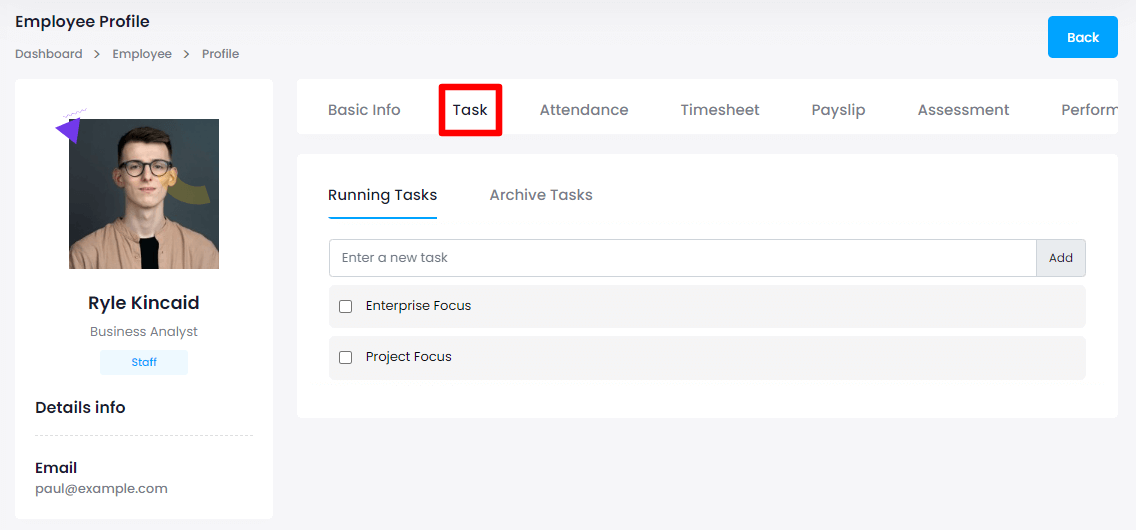 Employee Profile
Back
Dashboard > Employee > Profile
Basic Info Task Attendance Timesheet Payslip Assessment Perform
Running Tasks Archive Tasks
Enter a new task Add
Enterprise Focus
Project Focus
Ryle Kincaid
Business Analyst
Staff
Details info
Email
paul@example.com